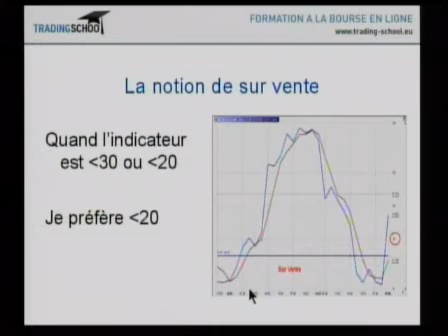 TRADINGSCHOOL
FORMATION A LA BOURSE EN LIGNE
www.trading-school.eu
La notion de sur vente
Quand l'indicateur
est <30 ou <20
Je préfère <20
Sur Vente